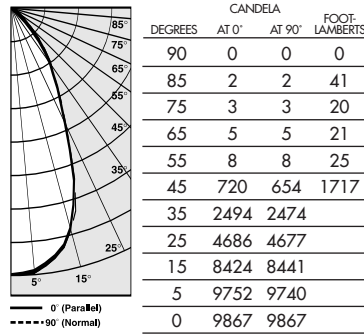 85°
75°
65°
55°
45°
35°
25°
15°
5°
0° (Parallel)
90° (Normal)
CANDELA
DEGREES AT 0° AT 90° FOOT-LAMBERTS
90 0 0 0
85 2 2 41
75 3 3 20
65 5 5 21
55 8 8 25
45 720 654 1717
35 2494 2474
25 4686 4677
15 8424 8441
5 9752 9740
0 9867 9867